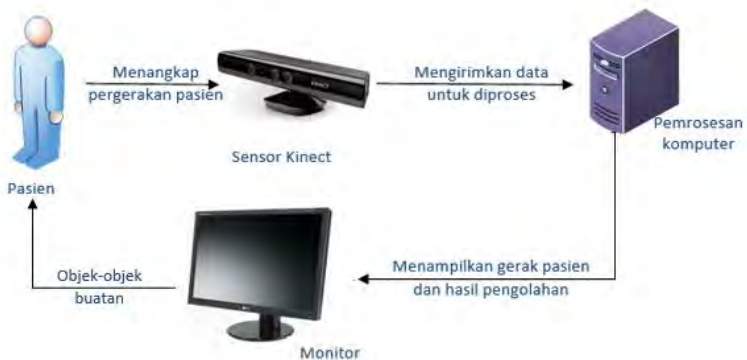 Menangkap
pergerakan pasien
KINECT
Mengirimkan data
untuk diproses
Sensor Kinect
Pemrosesan
komputer
Pasien
Objek-objek
buatan
Menampilkan gerak pasien
dan hasil pengolahan
Monitor